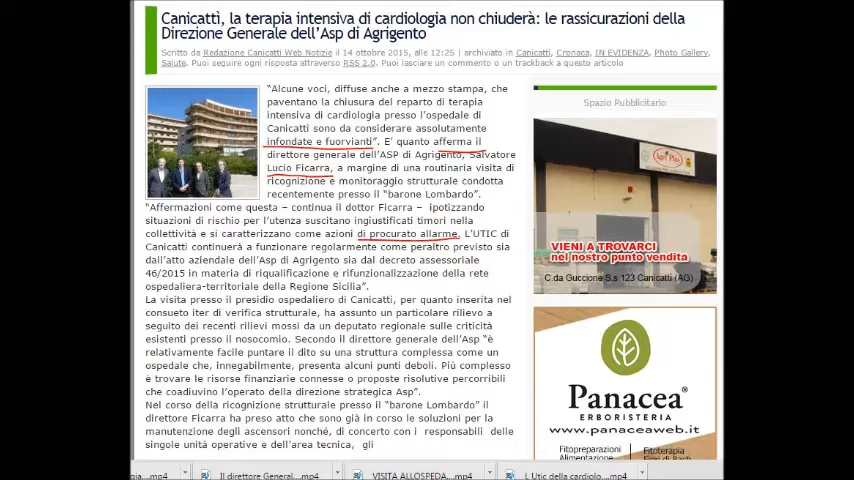 Canicattì, la terapia intensiva di cardiologia non chiuderà: le rassicurazioni della
Direzione Generale dell'Asp di Agrigento
Scritto da Redazione Canicatti Web Notizie il 14 ottobre 2015, alle 12:25 | archiviato in Canicattì, Cronaca, IN EVIDENZA, Photo Gallery,
Salute. Puoi seguire ogni risposta attraverso RSS 2.0. Puoi lasciare un commento o un trackback a questo articolo
"Alcune voci, diffuse anche a mezzo stampa, che
paventano la chiusura del reparto di terapia
intensiva di cardiologia presso l'ospedale di
Canicatti sono da considerare assolutamente
infondate e fuorvianti". E' quanto afferma il
direttore generale dell'ASP di Agrigento, Salvatore
Lucio Ficarra, a margine di una routinaria visita di
ricognizione e monitoraggio strutturale condotta
recentemente presso il "barone Lombardo".
"Affermazioni come questa – continua il dottor Ficarra – ipotizzando
situazioni di rischio per l'utenza suscitano ingiustificati timori nella
collettività e si caratterizzano come azioni di procurato allarme. L'UTIC di
Canicatti continuerà a funzionare regolarmente come peraltro previsto sia
dall'atto aziendale dell'Asp di Agrigento sia dal decreto assessoriale
46/2015 in materia di riqualificazione e rifunzionalizzazione della rete
ospedaliera-territoriale della Regione Sicilia".
La visita presso il presidio ospedaliero di Canicatti, per quanto inserita nel
consueto iter di verifica strutturale, ha assunto un particolare rilievo a
seguito dei recenti rilievi mossi da un deputato regionale sulle criticità
esistenti presso il nosocomio. Secondo il direttore generale dell'Asp "è
relativamente facile puntare il dito su una struttura complessa come un
ospedale che, innegabilmente, presenta alcuni punti deboli. Più complesso
è trovare le risorse finanziarie connesse o proposte risolutive percorribili
che coadiuvino l'operato della direzione strategica Asp".
Nel corso della ricognizione strutturale presso il "barone Lombardo" il
direttore Ficarra ha preso atto che sono già in corso le soluzioni per la
manutenzione degli ascensori nonché, di concerto con i responsabili delle
singole unità operative e dell'area tecnica, gli
Spazio Pubblicitario
Agri Plus
VIENI A TROVARCI
nel nostro punto vendita
C.da Guccione S.s 123 Canicatti (AG)
Panacea®
ERBORISTERIA
www.panaceaweb.it
Fitopreparazioni
Alimentazione
Fitoterapia
Fiori di Bach
gia....mp4
Il direttore General....mp4
VISITA ALLOSPEDA....mp4
L Utic della cardiolo....mp4